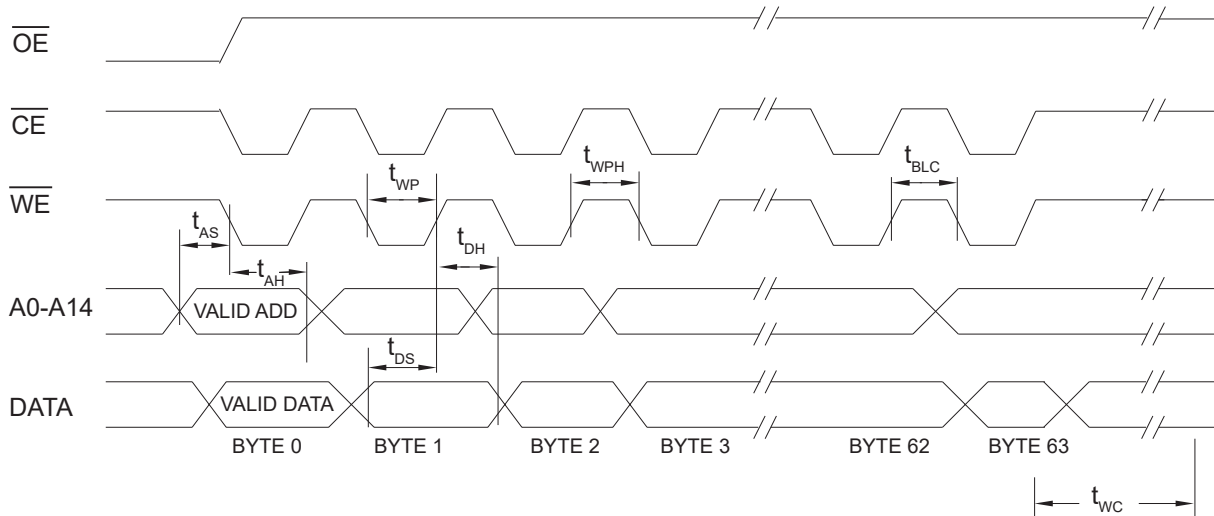 OE
CE
tWPH
tBLC
tWP
WE
tAS
tDH
tAH
A0-A14
VALID ADD
tDS
DATA
VALID DATA
BYTE 0
BYTE 1
BYTE 2
BYTE 3
BYTE 62
BYTE 63
tWC